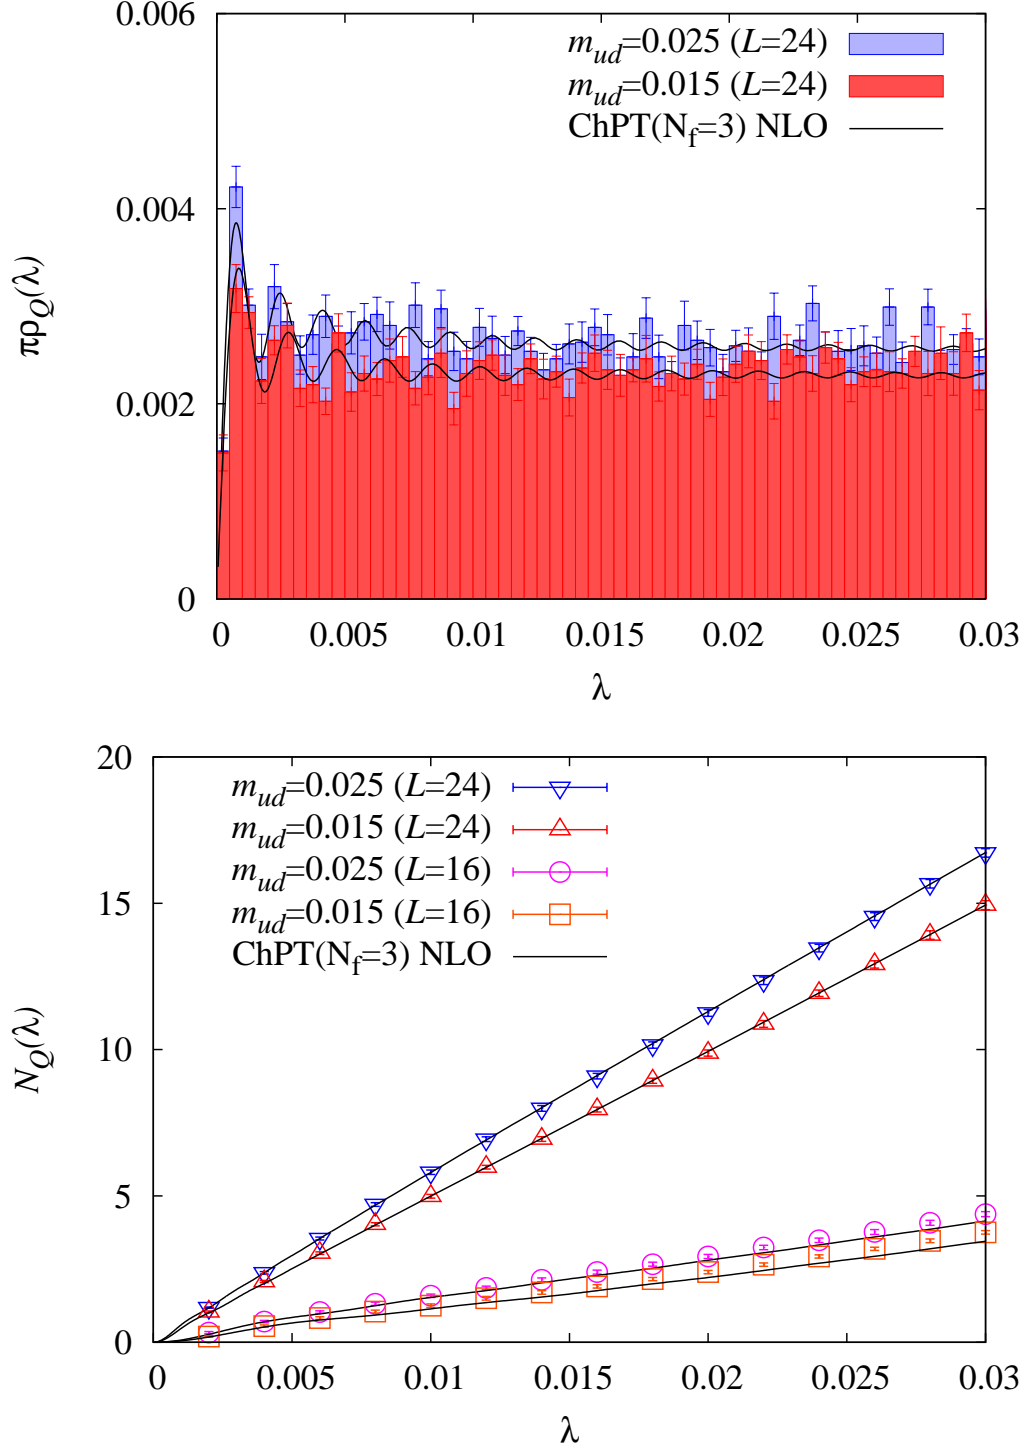 0.006
m_ud=0.025 (L=24)
m_ud=0.015 (L=24)
ChPT(N_f=3) NLO
0.004
πρ_Q(λ)
0.002
0
0 0.005 0.01 0.015 0.02 0.025 0.03
λ
20
m_ud=0.025 (L=24)
m_ud=0.015 (L=24)
m_ud=0.025 (L=16)
m_ud=0.015 (L=16)
ChPT(N_f=3) NLO
15
10
N_Q(λ)
5
0
0 0.005 0.01 0.015 0.02 0.025 0.03
λ